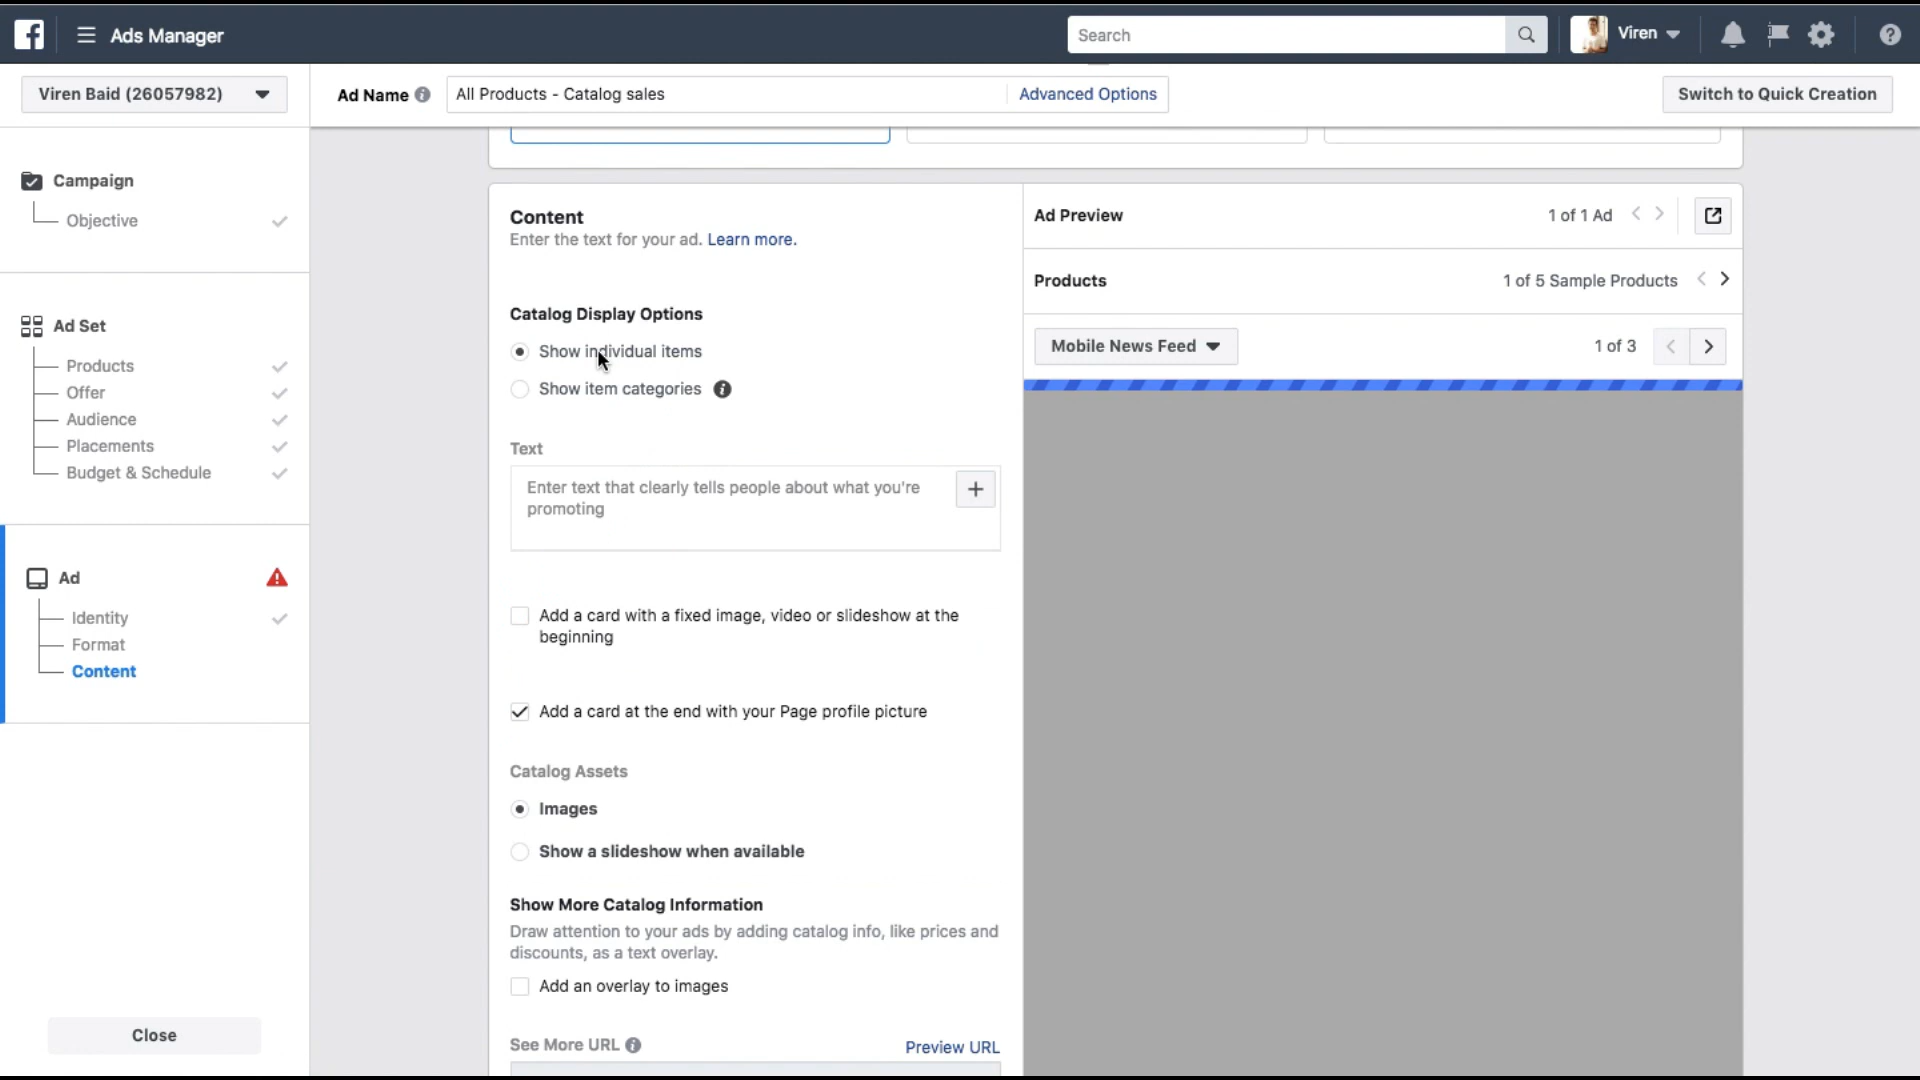 Ads Manager
Search
Viren
Viren Baid (26057982)
Ad Name
All Products - Catalog sales
Advanced Options
Switch to Quick Creation
Campaign
Objective
Ad Set
Products
Offer
Audience
Placements
Budget & Schedule
Ad
Identity
Format
Content
Close
Content
Enter the text for your ad. Learn more.
Catalog Display Options
Show individual items
Show item categories
Text
Enter text that clearly tells people about what you're
promoting
Add a card with a fixed image, video or slideshow at the
beginning
Add a card at the end with your Page profile picture
Catalog Assets
Images
Show a slideshow when available
Show More Catalog Information
Draw attention to your ads by adding catalog info, like prices and
discounts, as a text overlay.
Add an overlay to images
See More URL
Preview URL
Ad Preview
1 of 1 Ad
Products
1 of 5 Sample Products
Mobile News Feed
1 of 3